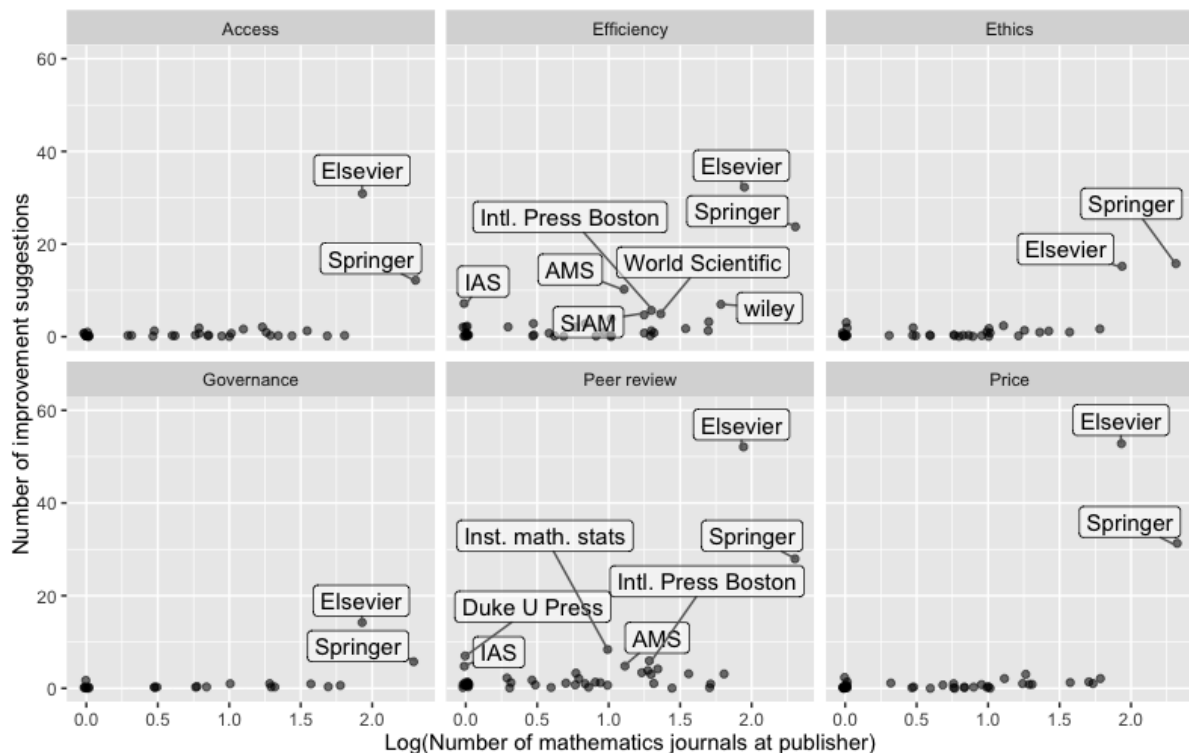 Access
Efficiency
Ethics
60
40
20
0
Elsevier
Springer
Elsevier
Springer
Intl. Press Boston
World Scientific
AMS
IAS
SIAM
wiley
Springer
Elsevier
Governance
Peer review
Price
60
40
20
0
Elsevier
Springer
Elsevier
Springer
Inst. math. stats
Intl. Press Boston
Duke U Press
AMS
IAS
Elsevier
Springer
0.0 0.5 1.0 1.5 2.0
0.0 0.5 1.0 1.5 2.0
0.0 0.5 1.0 1.5 2.0
Number of improvement suggestions
Log(Number of mathematics journals at publisher)